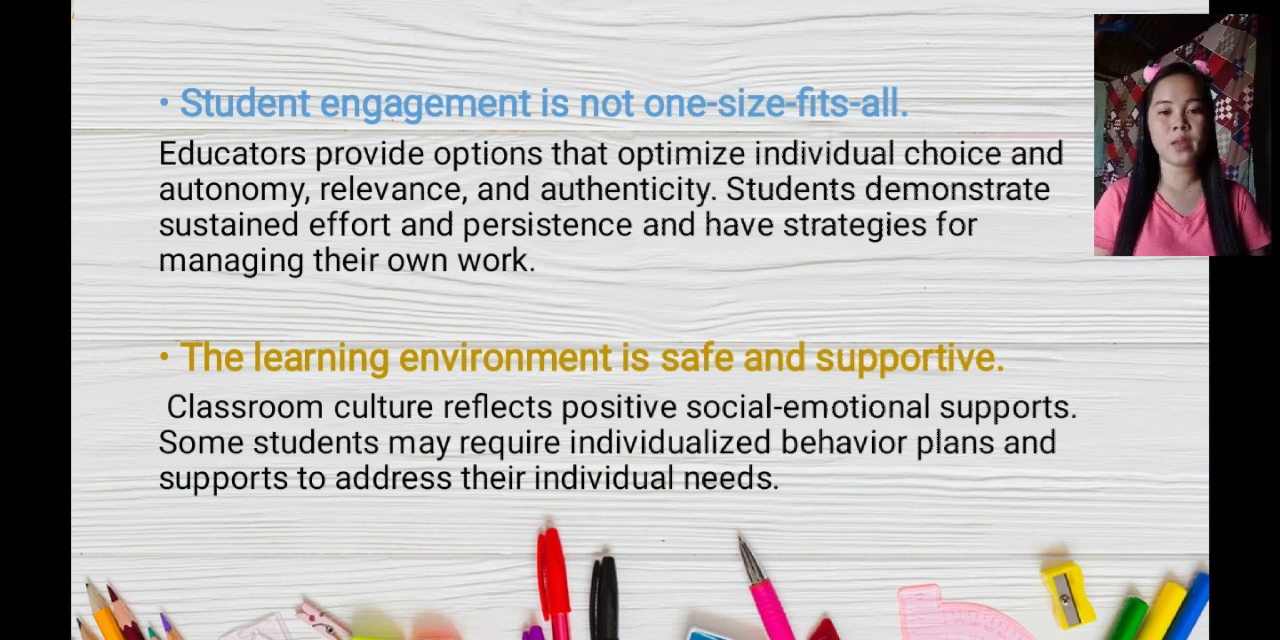 • Student engagement is not one-size-fits-all.
Educators provide options that optimize individual choice and
autonomy, relevance, and authenticity. Students demonstrate
sustained effort and persistence and have strategies for
managing their own work.
• The learning environment is safe and supportive.
Classroom culture reflects positive social-emotional supports.
Some students may require individualized behavior plans and
supports to address their individual needs.